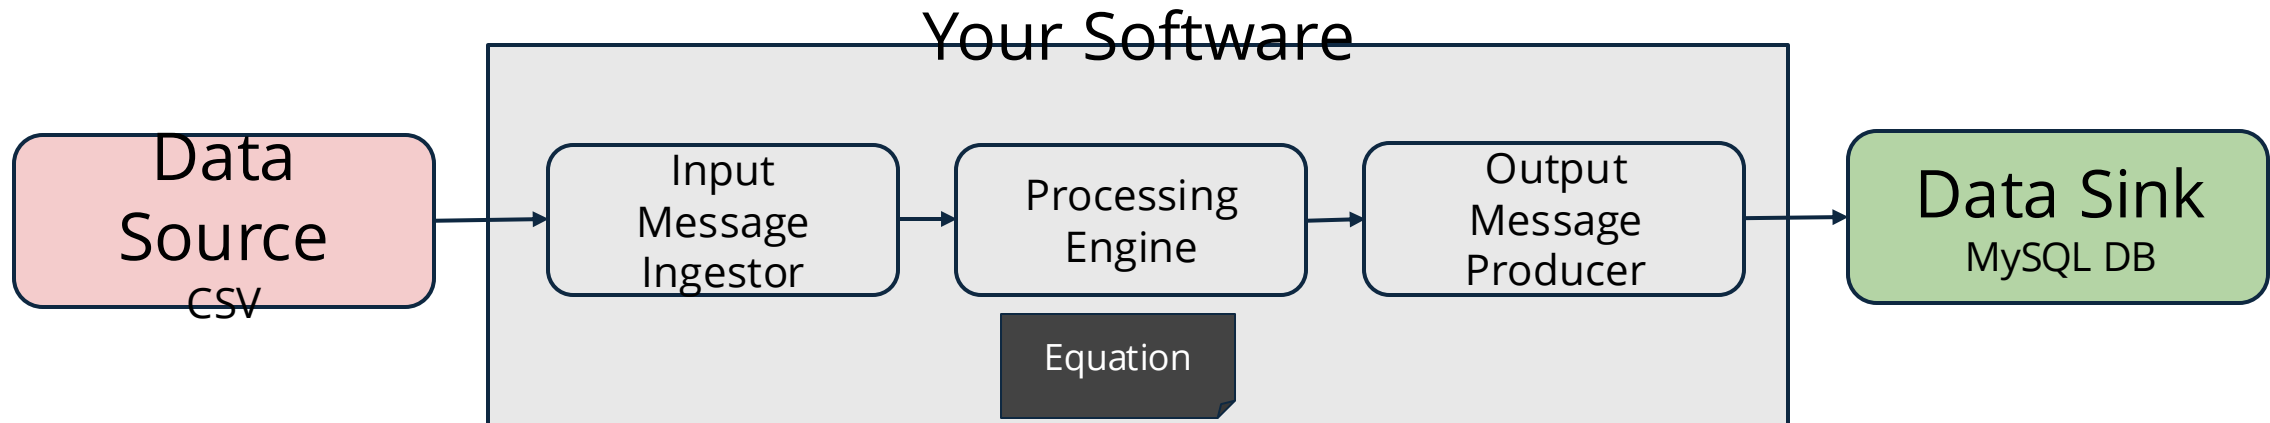 Your Software
Data
Source
CSV
Input
Message
Ingestor
Processing
Engine
Equation
Output
Message
Producer
Data Sink
MySQL DB